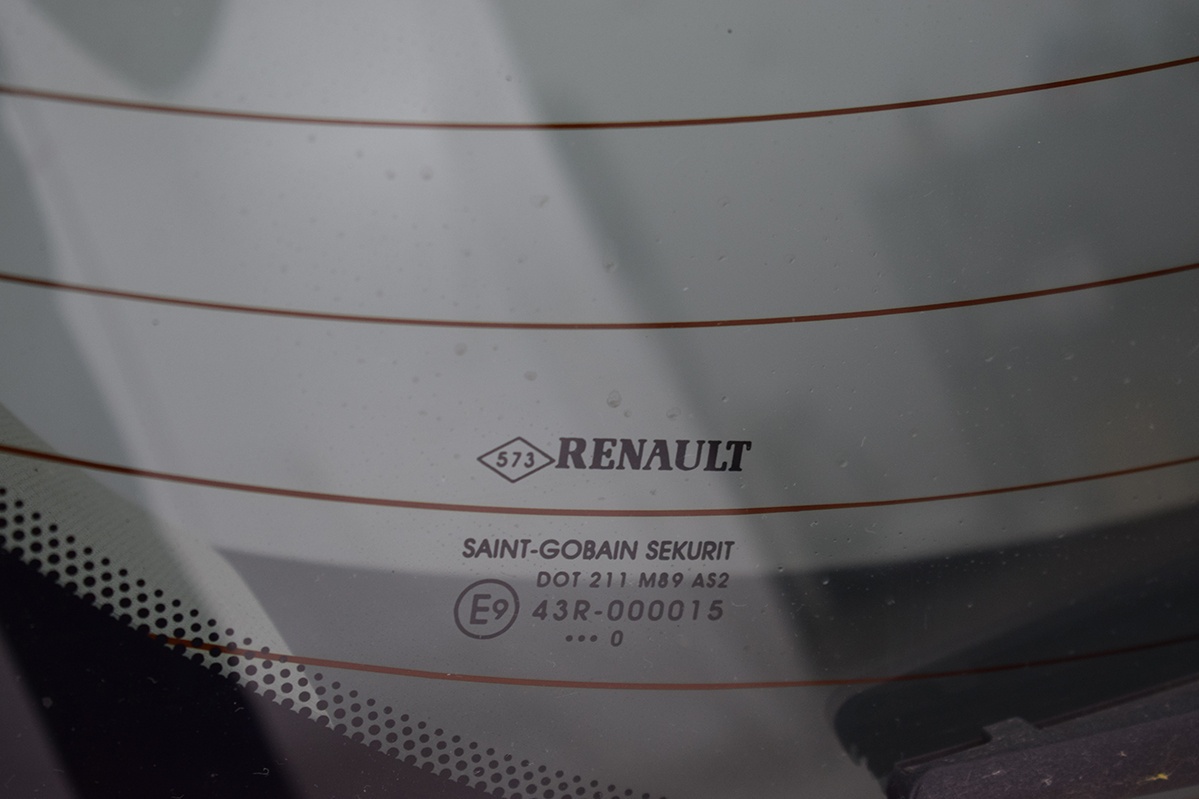 573 RENAULT
SAINT-GOBAIN SEKURIT
DOT 211 M89 AS2
E9 43R-000015
••• 0